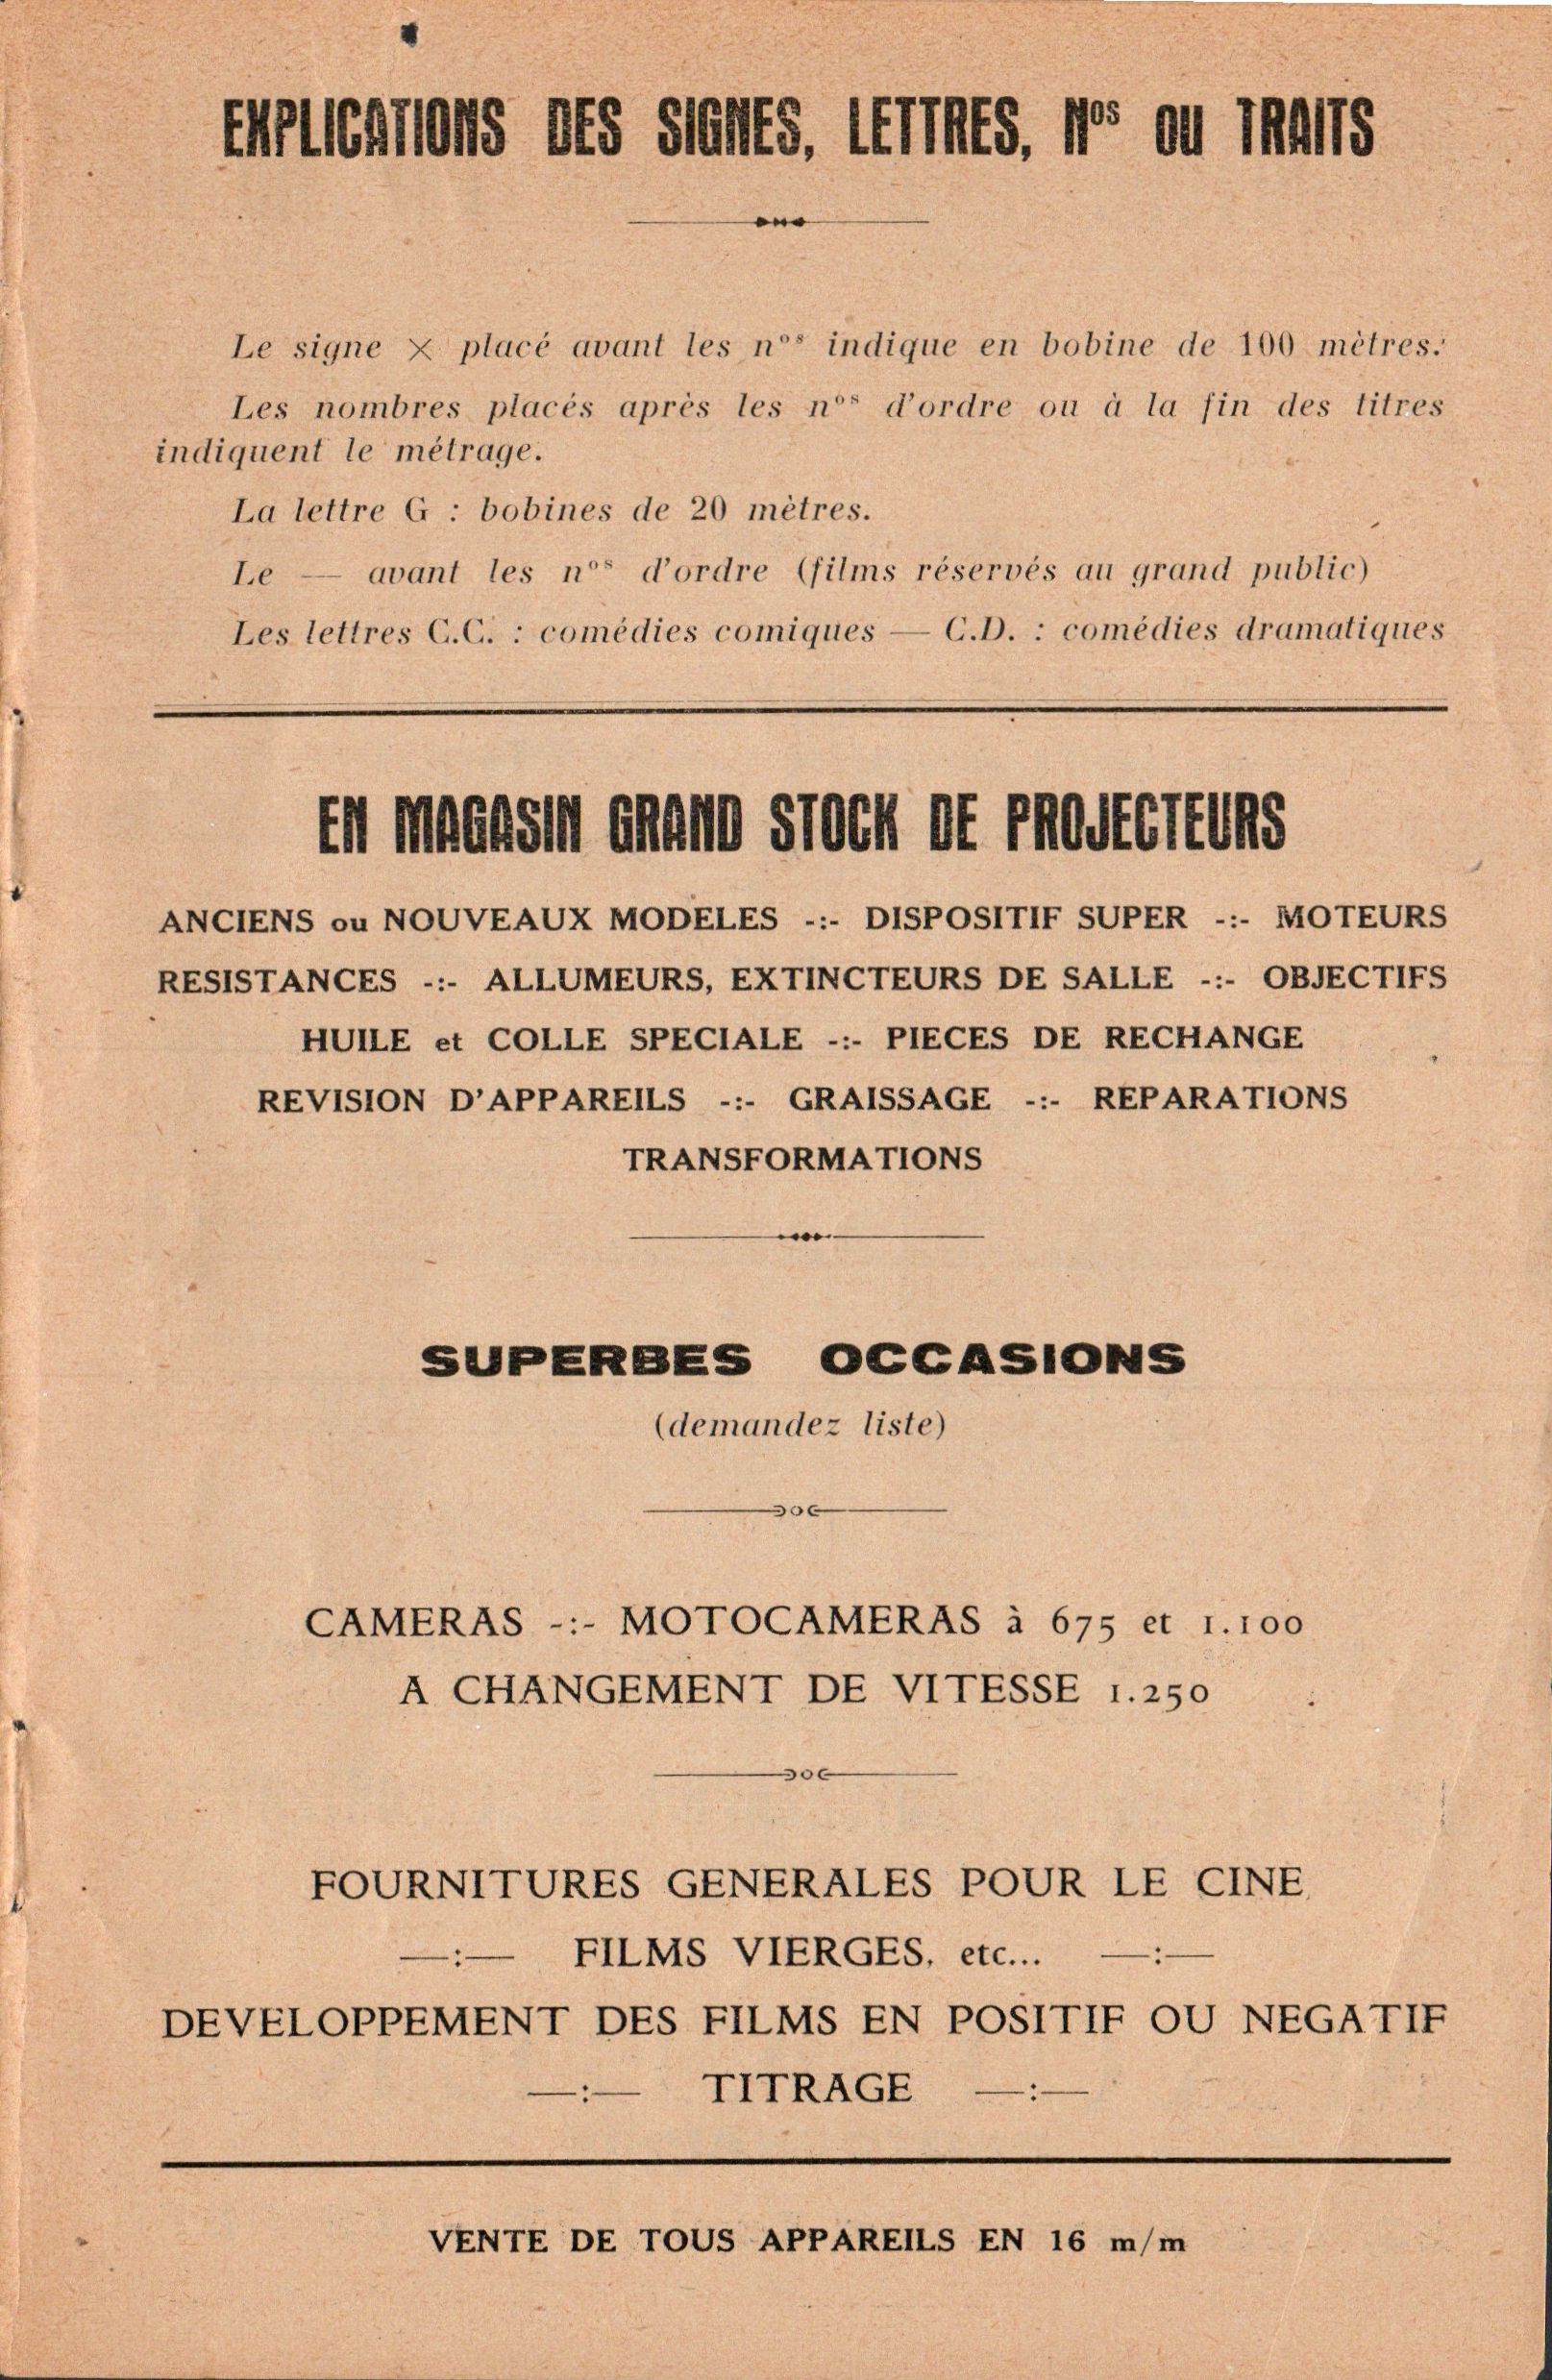 EXPLICATIONS DES SIGNES, LETTRES, Nos OU TRAITS
Le signe × placé avant les nos indique en bobine de 100 mètres.
Les nombres placés après les nos d'ordre ou à la fin des titres
indiquent le métrage.
La lettre G : bobines de 20 mètres.
Le — avant les nos d'ordre (films réservés au grand public)
Les lettres C.C. : comédies comiques — C.D. : comédies dramatiques
EN MAGASIN GRAND STOCK DE PROJECTEURS
ANCIENS ou NOUVEAUX MODELES -:- DISPOSITIF SUPER -:- MOTEURS
RESISTANCES -:- ALLUMEURS, EXTINCTEURS DE SALLE -:- OBJECTIFS
HUILE et COLLE SPECIALE -:- PIECES DE RECHANGE
REVISION D'APPAREILS -:- GRAISSAGE -:- REPARATIONS
TRANSFORMATIONS
SUPERBES OCCASIONS
(demandez liste)
CAMERAS -:- MOTOCAMERAS à 675 et 1.100
A CHANGEMENT DE VITESSE 1.250
FOURNITURES GENERALES POUR LE CINE
—:— FILMS VIERGES, etc... —:—
DEVELOPPEMENT DES FILMS EN POSITIF OU NEGATIF
—:— TITRAGE —:—
VENTE DE TOUS APPAREILS EN 16 m/m